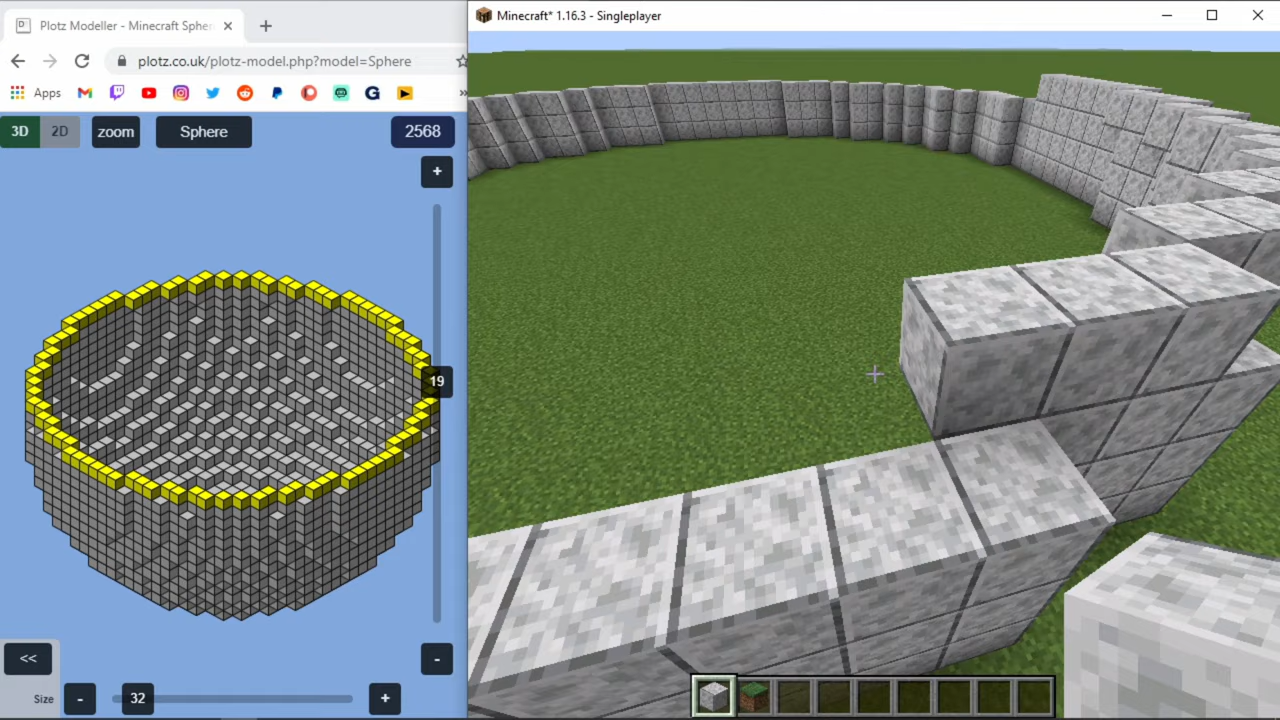 Plotz Modeller - Minecraft Spher
plotz.co.uk/plotz-model.php?model=Sphere
Apps
3D
2D
zoom
Sphere
2568
+
19
-
<<
Size
-
32
+
Minecraft* 1.16.3 - Singleplayer